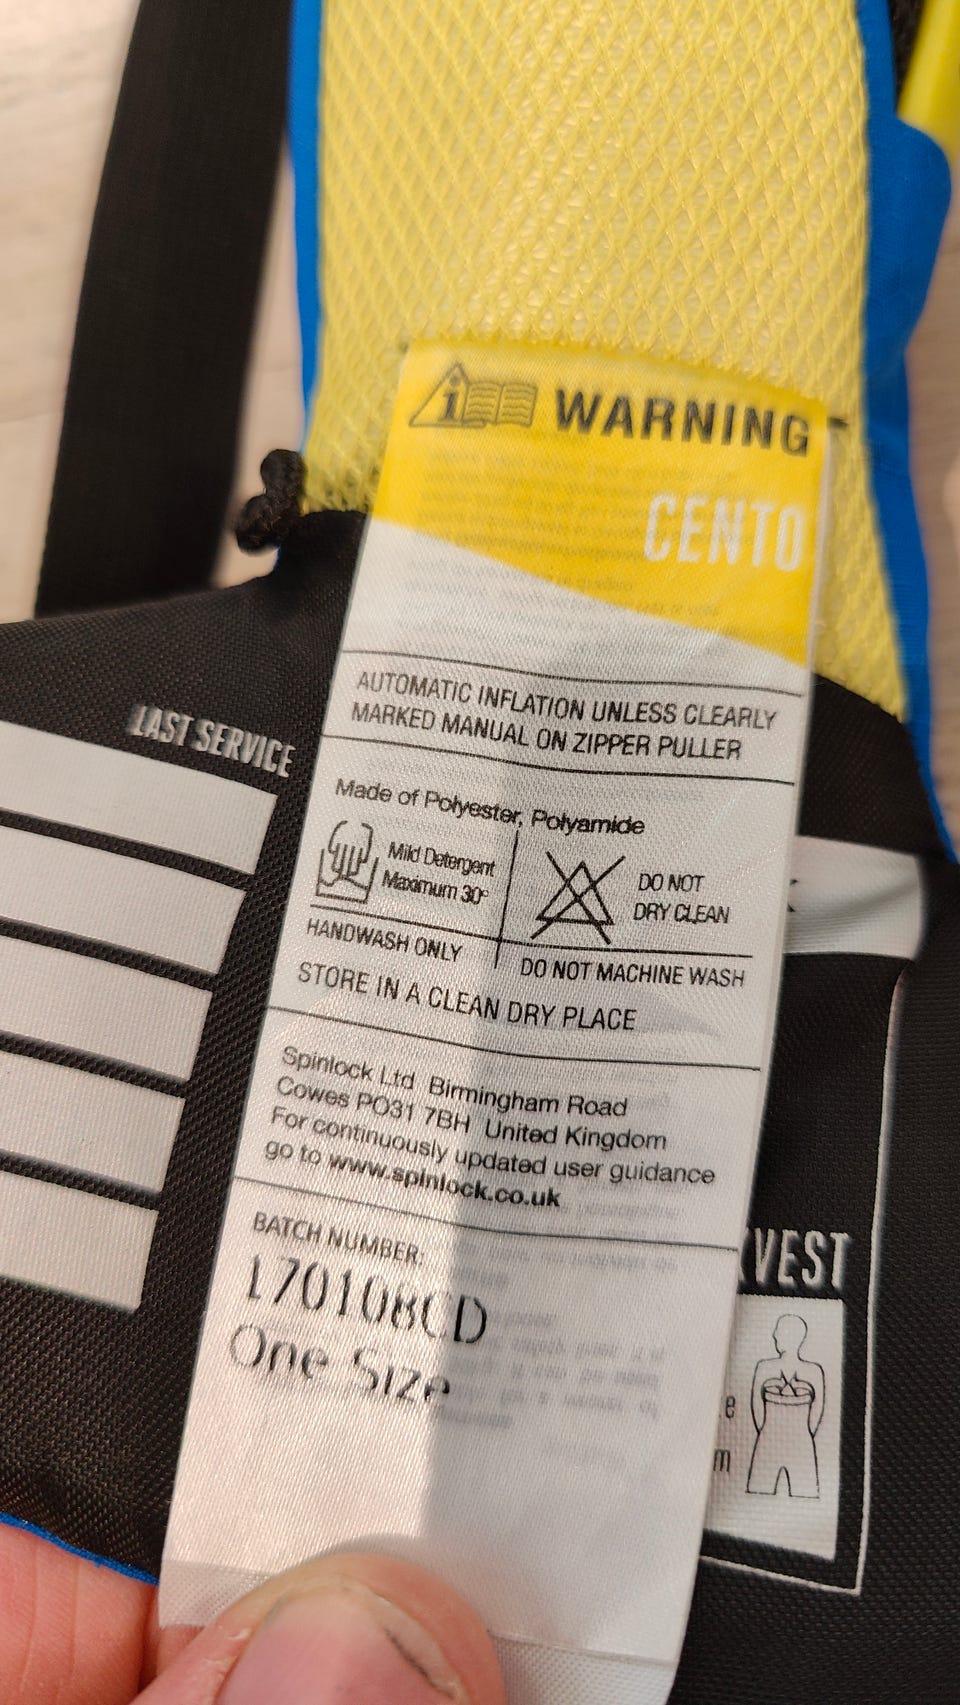 WARNING
CENTO
AUTOMATIC INFLATION UNLESS CLEARLY
MARKED MANUAL ON ZIPPER PULLER
LAST SERVICE
Made of Polyester, Polyamide
Mild Detergent
Maximum 30°
HANDWASH ONLY
DO NOT
DRY CLEAN
DO NOT MACHINE WASH
STORE IN A CLEAN DRY PLACE
Spinlock Ltd Birmingham Road
Cowes PO31 7BH United Kingdom
For continuously updated user guidance
go to www.spinlock.co.uk
BATCH NUMBER:
170108CD
One Size
VEST
e
m